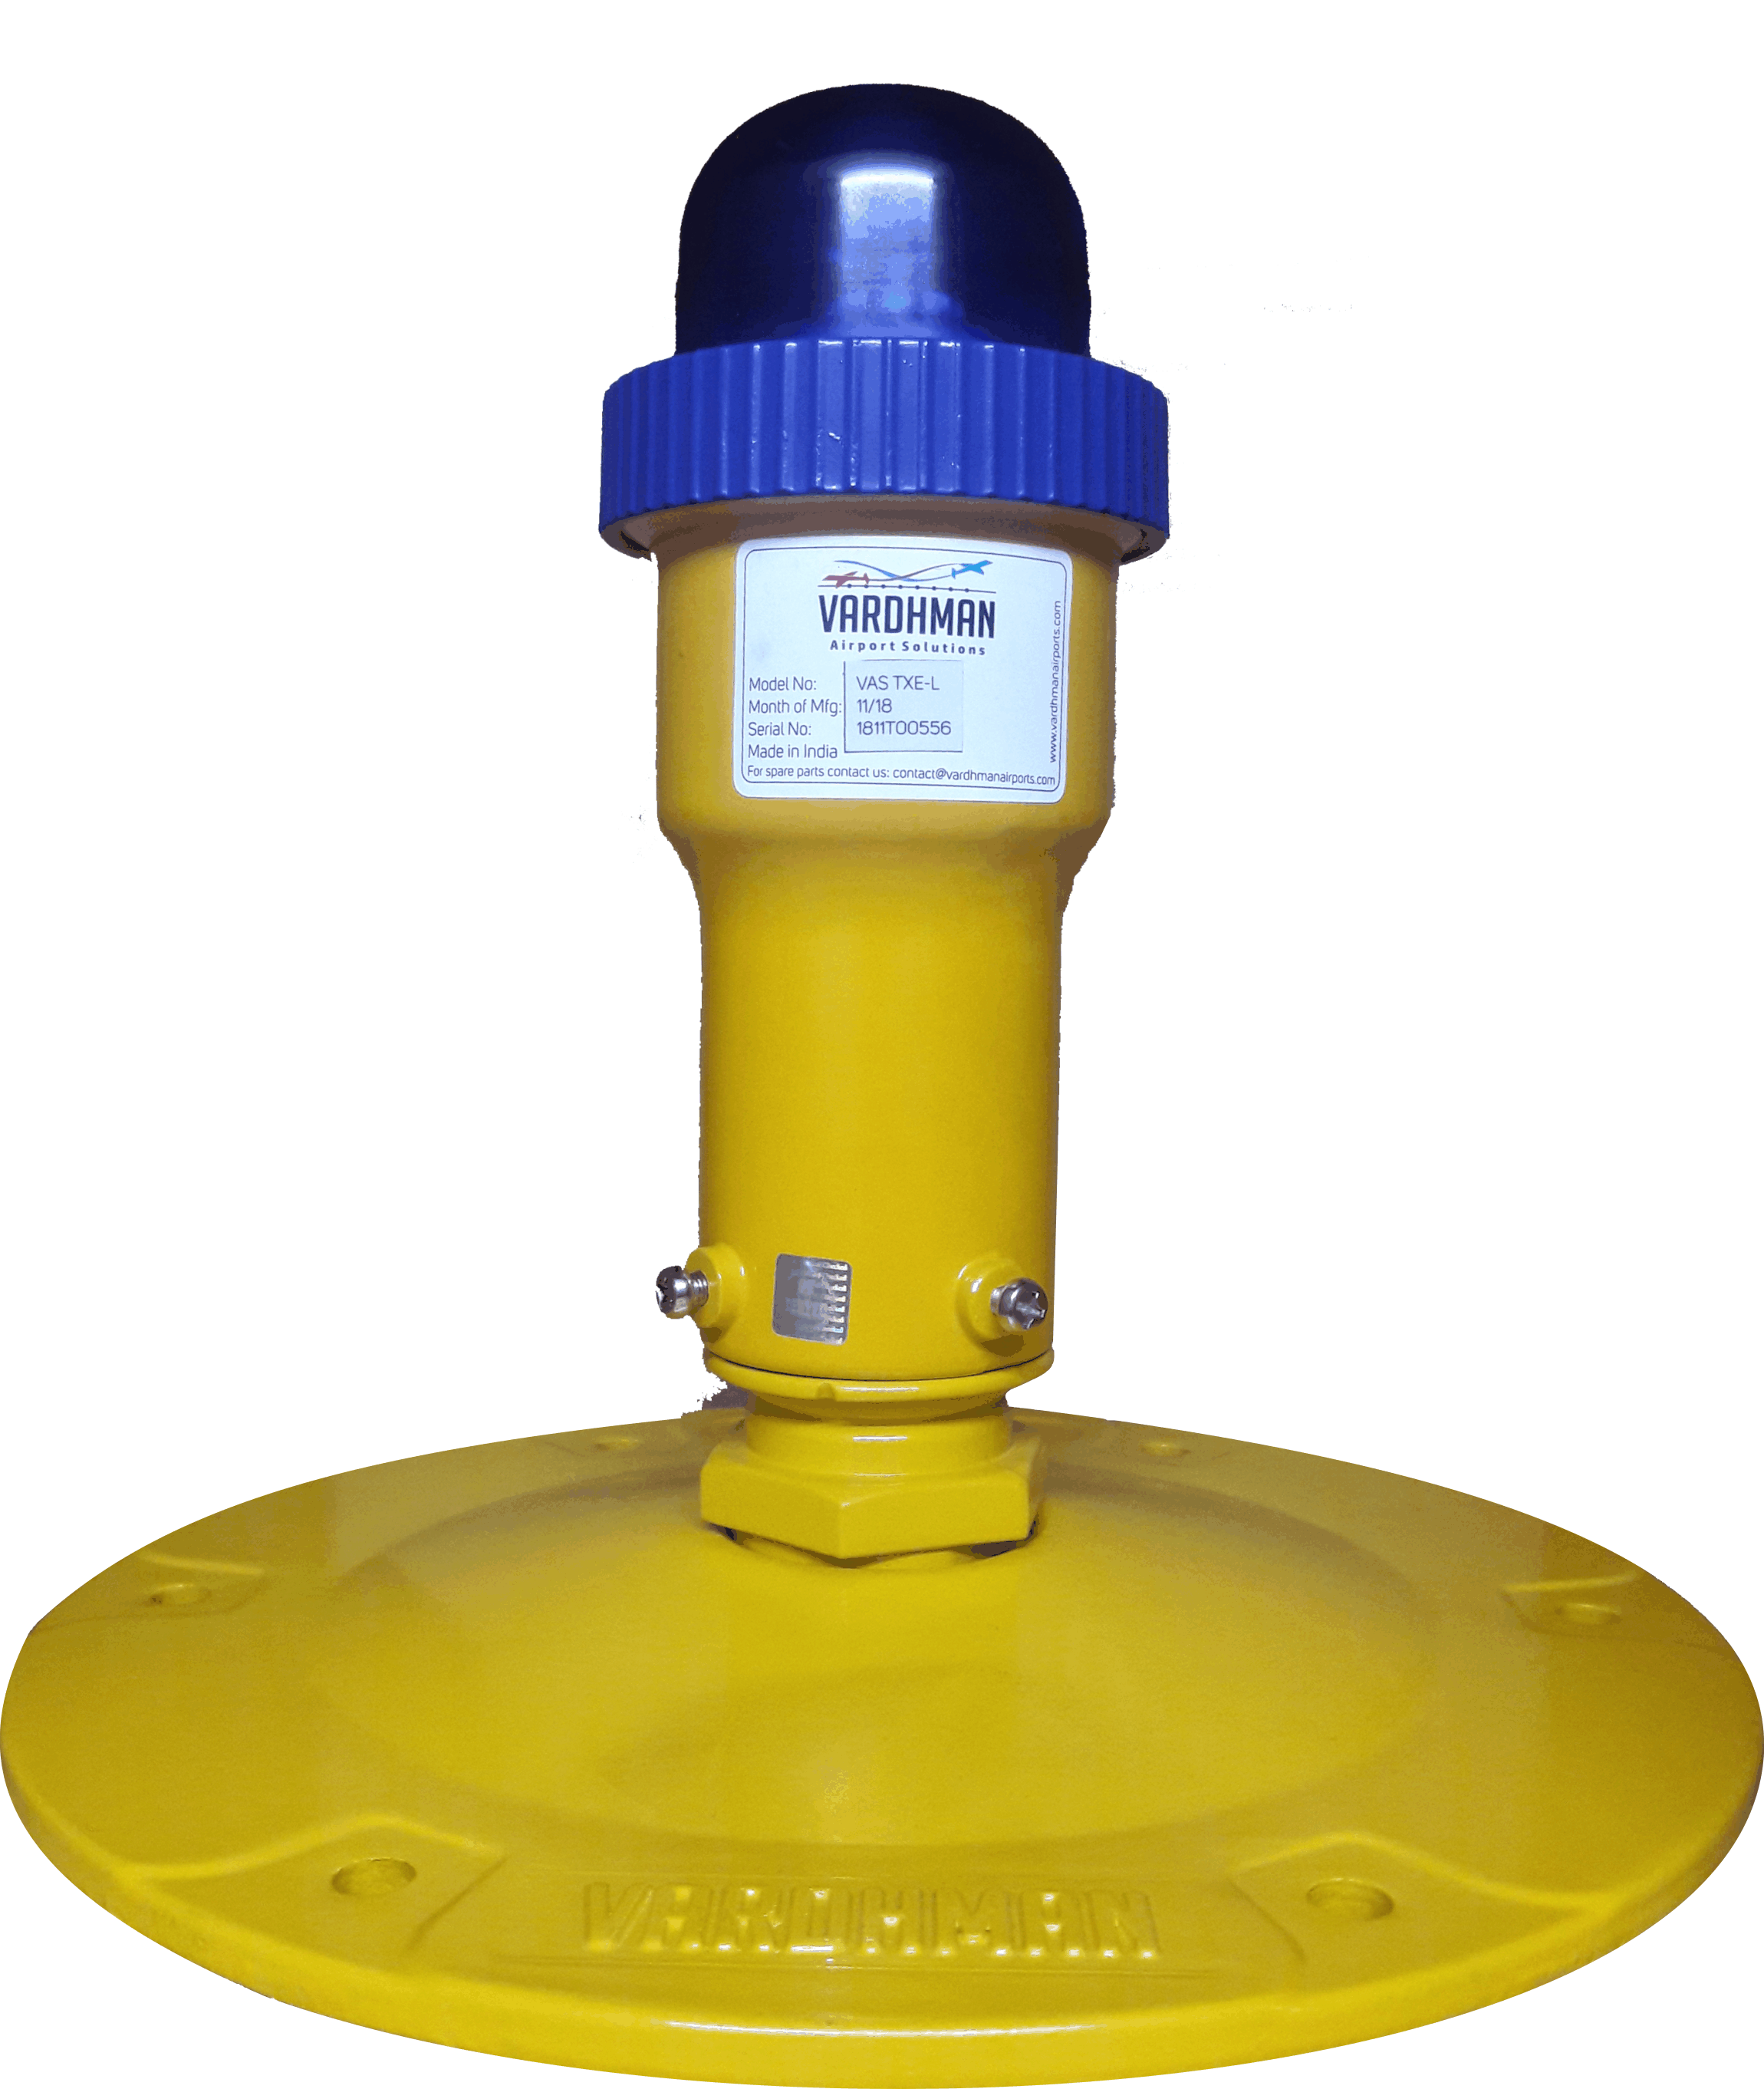 VARDHMAN
Airport Solutions
Model No: VAS TXE-L
Month of Mfg: 11/18
Serial No: 1811T00556
Made in India
For spare parts contact us: contact@vardhmanairports.com
www.vardhmanairports.com
VARDHMAN